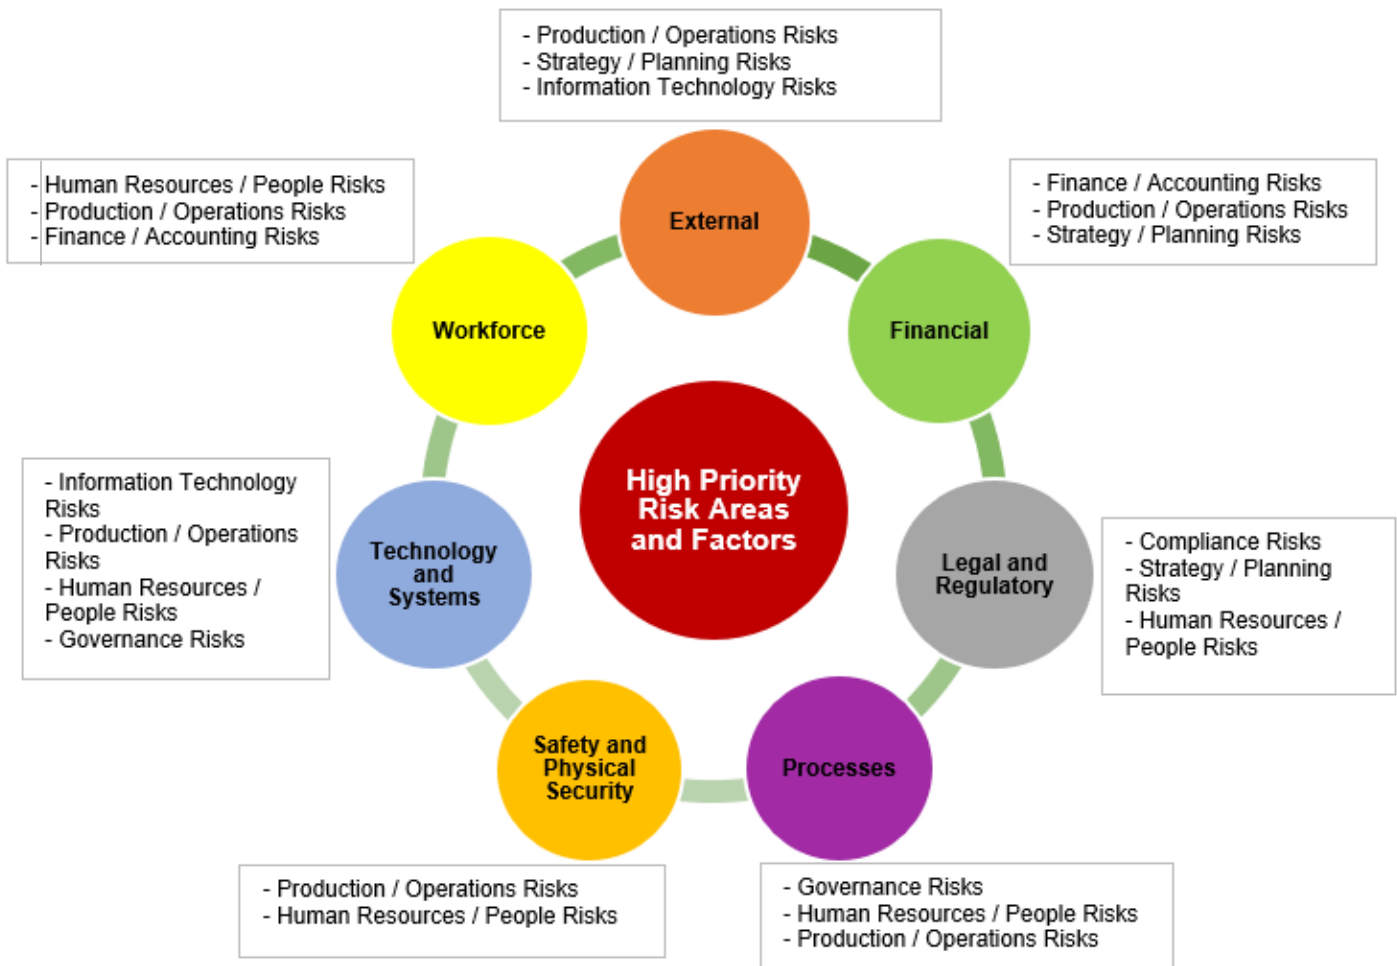 - Production / Operations Risks
- Strategy / Planning Risks
- Information Technology Risks
- Human Resources / People Risks
- Production / Operations Risks
- Finance / Accounting Risks
- Finance / Accounting Risks
- Production / Operations Risks
- Strategy / Planning Risks
External
Workforce
Financial
High Priority
Risk Areas
and Factors
- Information Technology
Risks
- Production / Operations
Risks
- Human Resources /
People Risks
- Governance Risks
Technology
and
Systems
Legal and
Regulatory
- Compliance Risks
- Strategy / Planning
Risks
- Human Resources /
People Risks
Safety and
Physical
Security
Processes
- Production / Operations Risks
- Human Resources / People Risks
- Governance Risks
- Human Resources / People Risks
- Production / Operations Risks